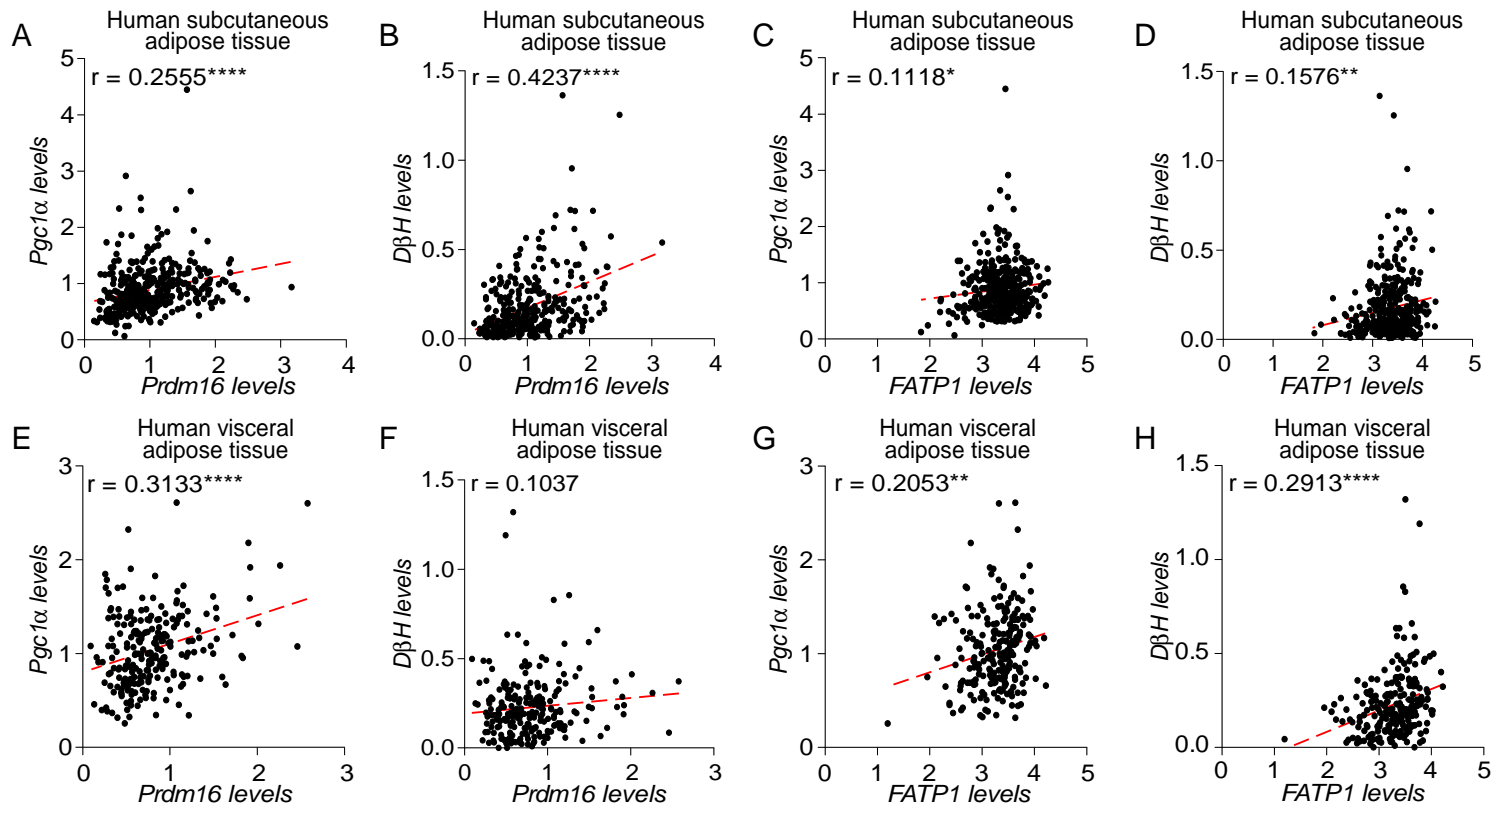 A
Human subcutaneous
adipose tissue
r = 0.2555****
Pgc1α levels
5
4
3
2
1
0
0 1 2 3 4
Prdm16 levels
B
Human subcutaneous
adipose tissue
r = 0.4237****
DβH levels
1.5
1.0
0.5
0.0
0 1 2 3 4
Prdm16 levels
C
Human subcutaneous
adipose tissue
r = 0.1118*
Pgc1α levels
5
4
3
2
1
0
0 1 2 3 4 5
FATP1 levels
D
Human subcutaneous
adipose tissue
r = 0.1576**
DβH levels
1.5
1.0
0.5
0.0
0 1 2 3 4 5
FATP1 levels
E
Human visceral
adipose tissue
r = 0.3133****
Pgc1α levels
3
2
1
0
0 1 2 3
Prdm16 levels
F
Human visceral
adipose tissue
r = 0.1037
DβH levels
1.5
1.0
0.5
0.0
0 1 2 3
Prdm16 levels
G
Human visceral
adipose tissue
r = 0.2053**
Pgc1α levels
3
2
1
0
0 1 2 3 4 5
FATP1 levels
H
Human visceral
adipose tissue
r = 0.2913****
DβH levels
1.5
1.0
0.5
0.0
0 1 2 3 4 5
FATP1 levels